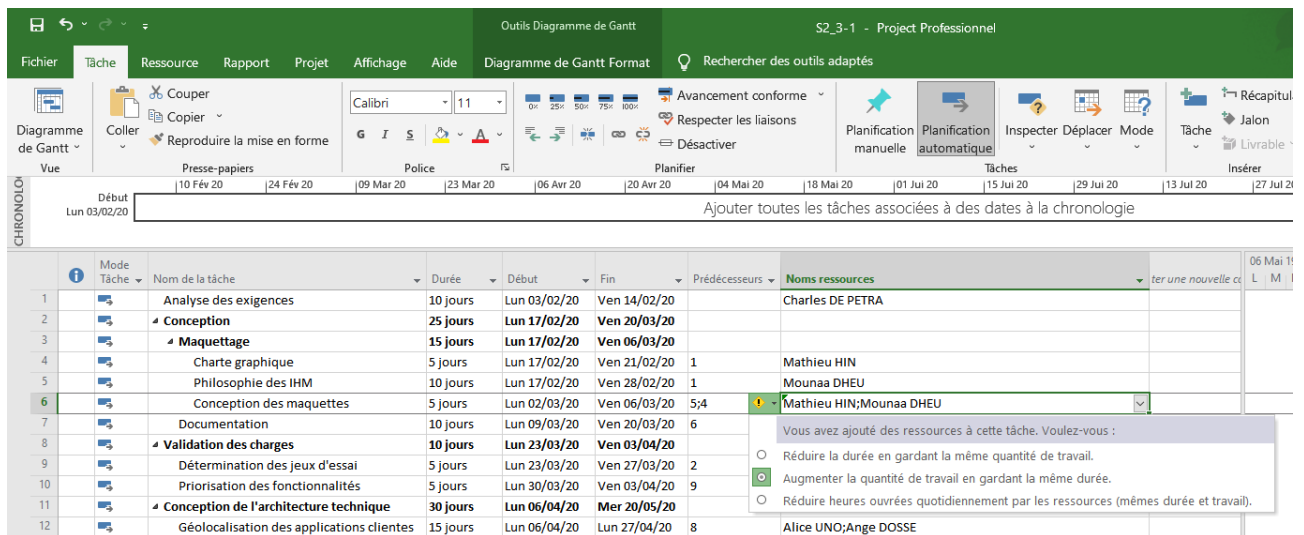 Outils Diagramme de Gantt
S2_3-1 - Project Professionnel
Fichier Tâche Ressource Rapport Projet Affichage Aide Diagramme de Gantt Format Rechercher des outils adaptés
Diagramme de Gantt
Vue
Coller
Couper
Copier
Reproduire la mise en forme
Presse-papiers
Calibri 11
G I S A
Police
0% 25% 50% 75% 100%
Avancement conforme
Respecter les liaisons
Désactiver
Planifier
Planification manuelle
Planification automatique
Inspecter Déplacer Mode
Tâches
Tâche
Récapitul
Jalon
Livrable
Insérer
CHRONOLO
10 Fév 20 24 Fév 20 09 Mar 20 23 Mar 20 06 Avr 20 20 Avr 20 04 Mai 20 18 Mai 20 01 Jui 20 15 Jui 20 29 Jui 20 13 Jul 20 27 Jul 20
Début
Lun 03/02/20
Ajouter toutes les tâches associées à des dates à la chronologie
Mode Tâche Nom de la tâche Durée Début Fin Prédécesseurs Noms ressources ter une nouvelle co 06 Mai 19
L M
1 Analyse des exigences 10 jours Lun 03/02/20 Ven 14/02/20 Charles DE PETRA
2 Conception 25 jours Lun 17/02/20 Ven 20/03/20
3 Maquettage 15 jours Lun 17/02/20 Ven 06/03/20
4 Charte graphique 5 jours Lun 17/02/20 Ven 21/02/20 1 Mathieu HIN
5 Philosophie des IHM 10 jours Lun 17/02/20 Ven 28/02/20 1 Mounaa DHEU
6 Conception des maquettes 5 jours Lun 02/03/20 Ven 06/03/20 5;4 Mathieu HIN;Mounaa DHEU
7 Documentation 10 jours Lun 09/03/20 Ven 20/03/20 6
8 Validation des charges 10 jours Lun 23/03/20 Ven 03/04/20
9 Détermination des jeux d'essai 5 jours Lun 23/03/20 Ven 27/03/20 2
10 Priorisation des fonctionnalités 5 jours Lun 30/03/20 Ven 03/04/20 9
11 Conception de l'architecture technique 30 jours Lun 06/04/20 Mer 20/05/20
12 Géolocalisation des applications clientes 15 jours Lun 06/04/20 Lun 27/04/20 8 Alice UNO;Ange DOSSE
Vous avez ajouté des ressources à cette tâche. Voulez-vous :
Réduire la durée en gardant la même quantité de travail.
Augmenter la quantité de travail en gardant la même durée.
Réduire heures ouvrées quotidiennement par les ressources (mêmes durée et travail).